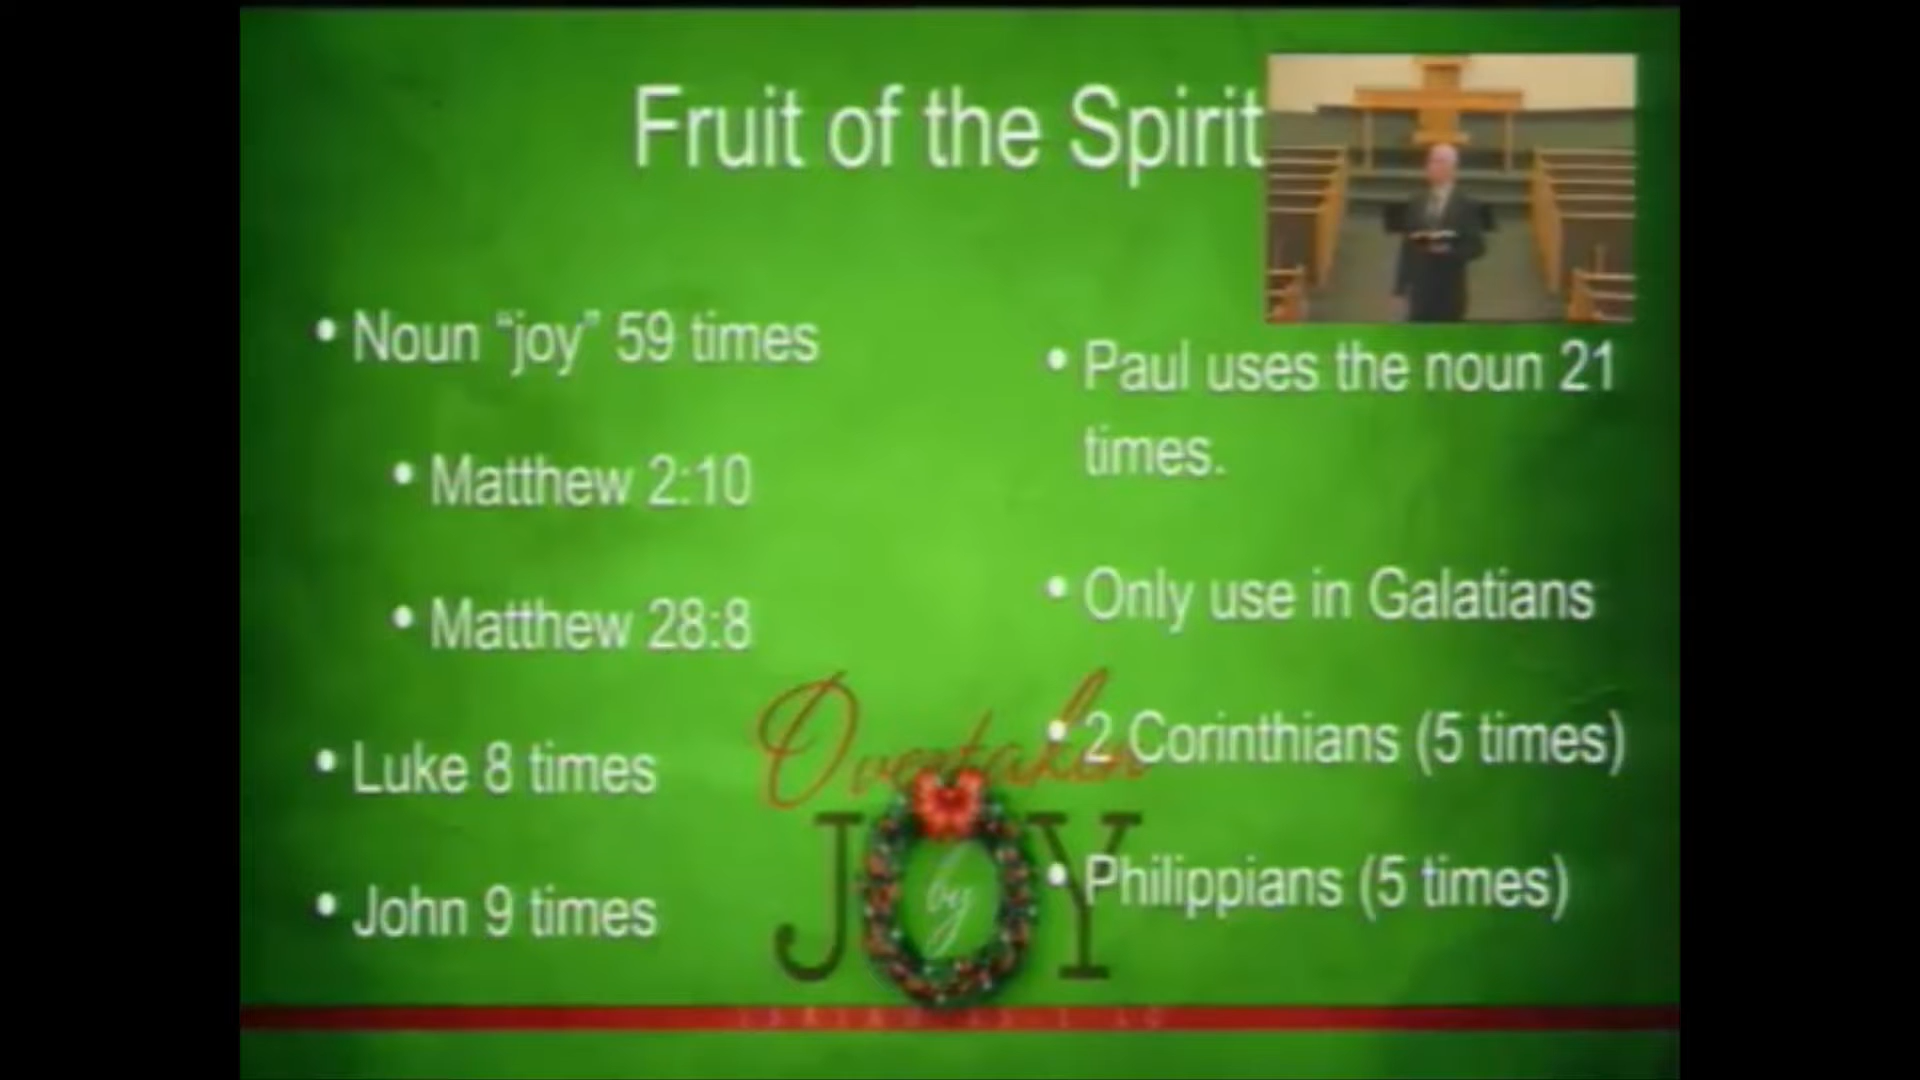 Fruit of the Spirit
• Noun “joy” 59 times
• Matthew 2:10
• Matthew 28:8
• Luke 8 times
• John 9 times
• Paul uses the noun 21
times.
• Only use in Galatians
• 2 Corinthians (5 times)
• Philippians (5 times)
Overtaken
by
JOY